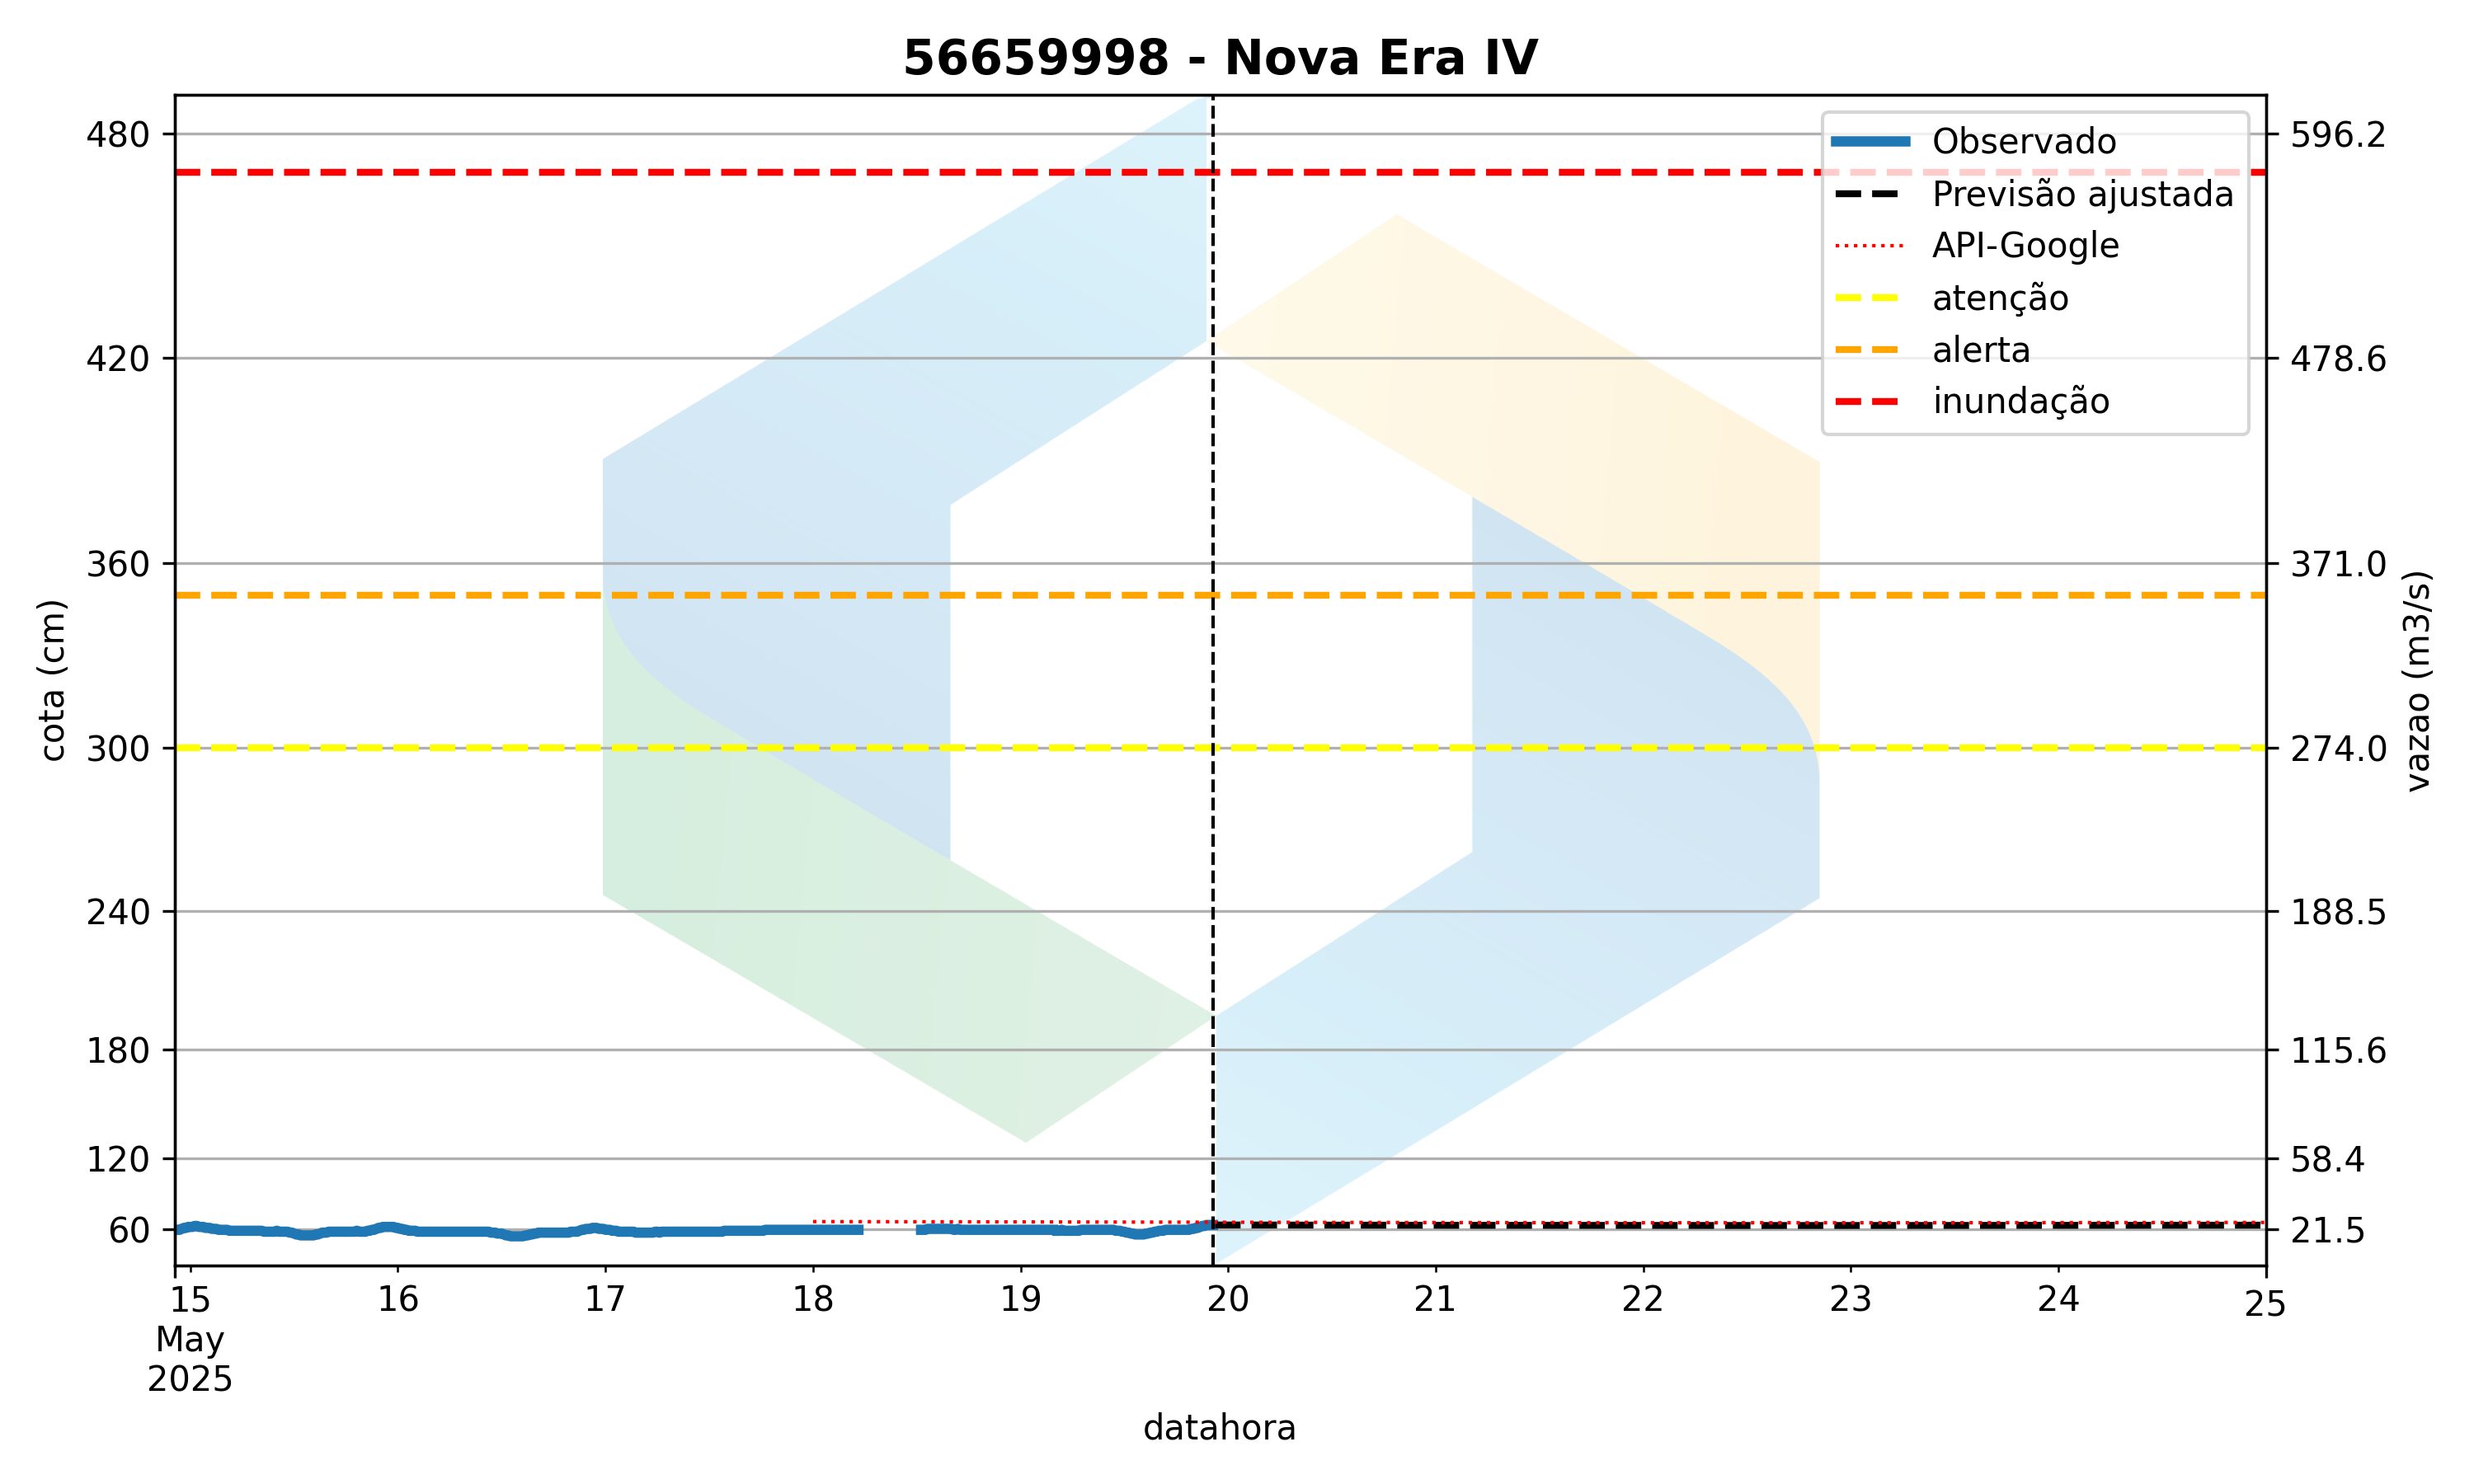 56659998 - Nova Era IV
480
420
360
300
240
180
120
60
cota (cm)
596.2
478.6
371.0
274.0
188.5
115.6
58.4
21.5
vazao (m3/s)
Observado
Previsão ajustada
API-Google
atenção
alerta
inundação
15 16 17 18 19 20 21 22 23 24 25
May
2025
datahora